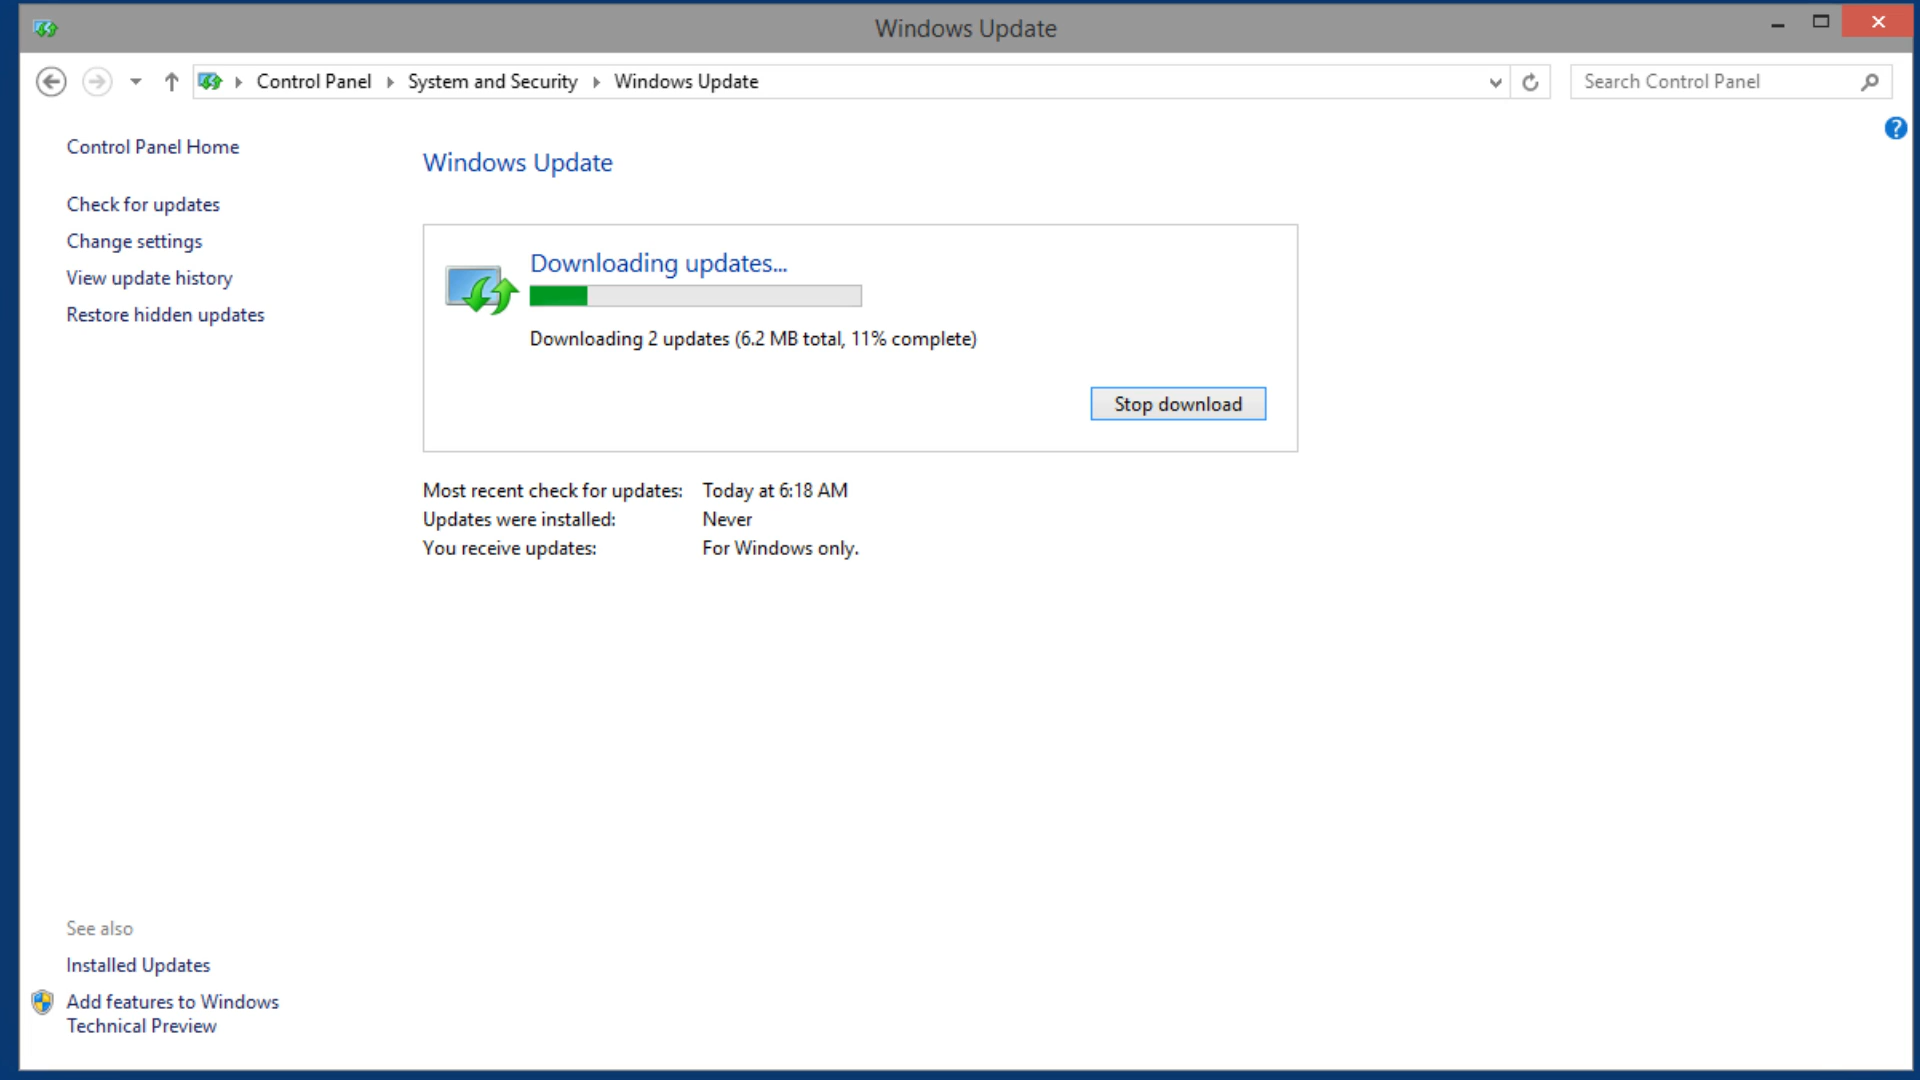 Windows Update
Control Panel System and Security Windows Update
Search Control Panel
Control Panel Home
Check for updates
Change settings
View update history
Restore hidden updates
Windows Update
Downloading updates...
Downloading 2 updates (6.2 MB total, 11% complete)
Stop download
Most recent check for updates: Today at 6:18 AM
Updates were installed: Never
You receive updates: For Windows only.
See also
Installed Updates
Add features to Windows
Technical Preview